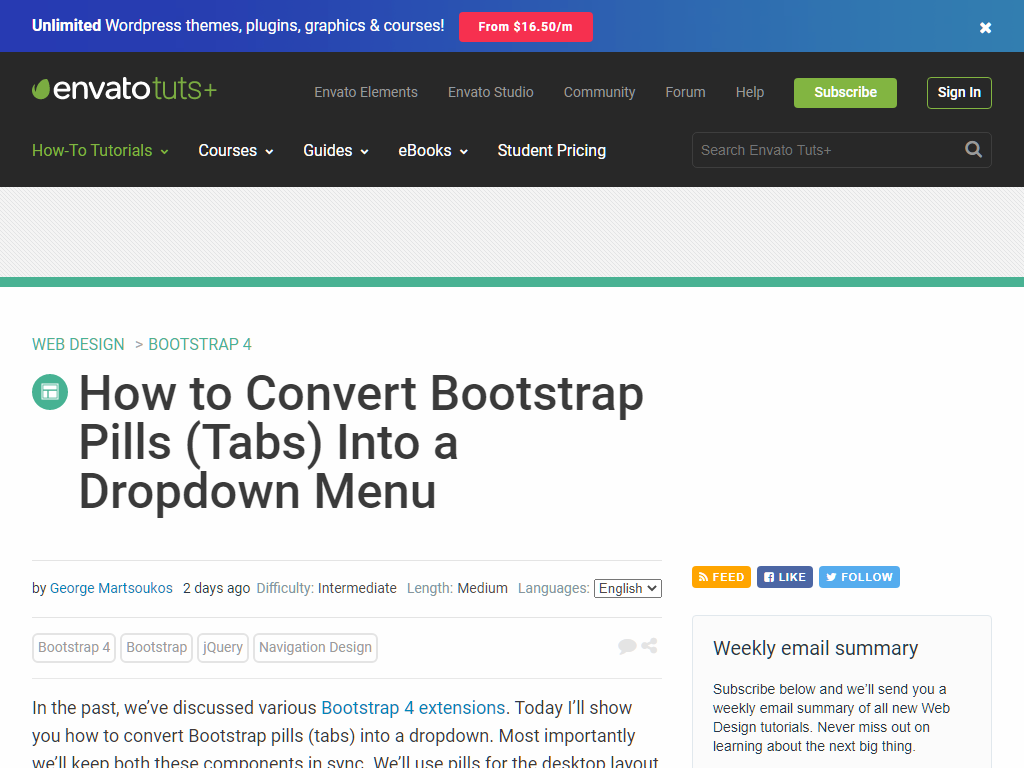 Unlimited Wordpress themes, plugins, graphics & courses! From $16.50/m
envatotuts+
Envato Elements Envato Studio Community Forum Help Subscribe Sign In
How-To Tutorials Courses Guides eBooks Student Pricing Search Envato Tuts+
WEB DESIGN > BOOTSTRAP 4
How to Convert Bootstrap
Pills (Tabs) Into a
Dropdown Menu
by George Martsoukos 2 days ago Difficulty: Intermediate Length: Medium Languages: English
Bootstrap 4 Bootstrap jQuery Navigation Design
In the past, we’ve discussed various Bootstrap 4 extensions. Today I’ll show
you how to convert Bootstrap pills (tabs) into a dropdown. Most importantly
we’ll keep both these components in sync. We’ll use pills for the desktop layout
FEED LIKE FOLLOW
Weekly email summary
Subscribe below and we’ll send you a
weekly email summary of all new Web
Design tutorials. Never miss out on
learning about the next big thing.